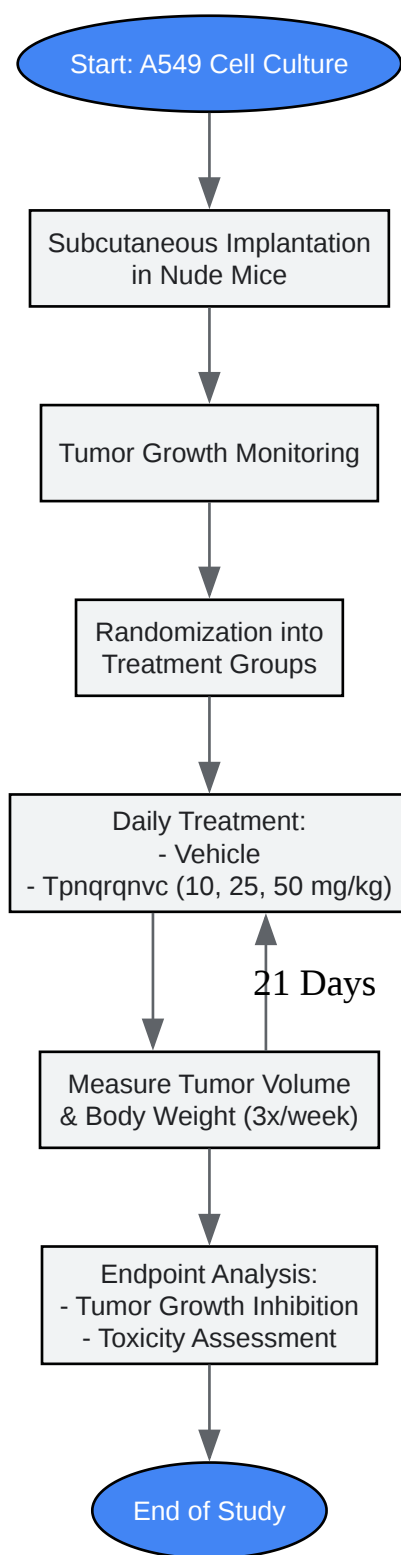 Start: A549 Cell Culture
Subcutaneous Implantation
in Nude Mice
Tumor Growth Monitoring
Randomization into
Treatment Groups
Daily Treatment:
- Vehicle
- Tpnqrqnvc (10, 25, 50 mg/kg)
21 Days
Measure Tumor Volume
& Body Weight (3x/week)
Endpoint Analysis:
- Tumor Growth Inhibition
- Toxicity Assessment
End of Study